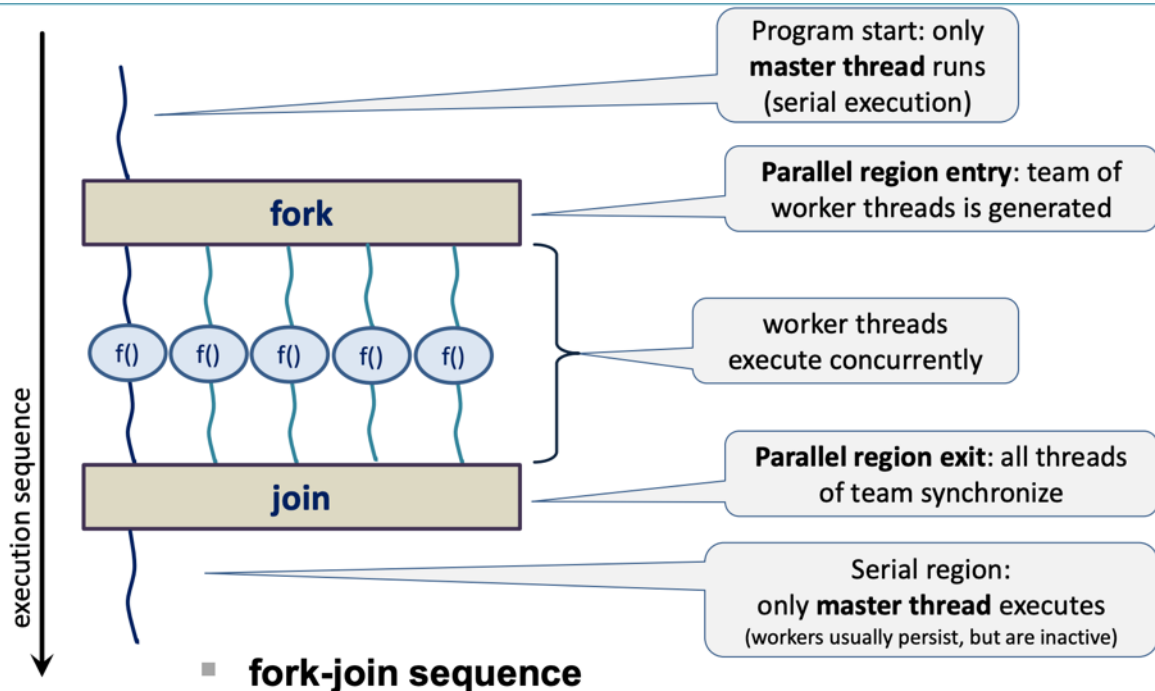 Program start: only
master thread runs
(serial execution)
fork
Parallel region entry: team of
worker threads is generated
f() f() f() f() f()
worker threads
execute concurrently
execution sequence
join
Parallel region exit: all threads
of team synchronize
Serial region:
only master thread executes
(workers usually persist, but are inactive)
fork-join sequence